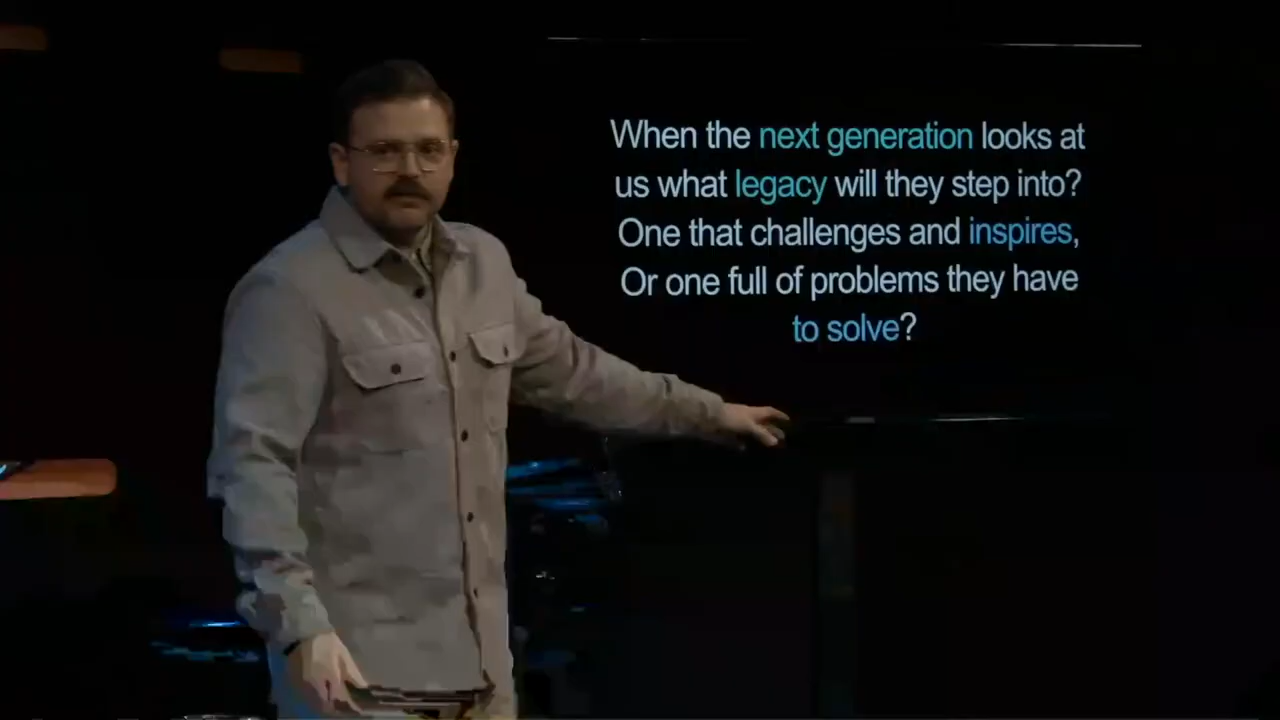 When the next generation looks at
us what legacy will they step into?
One that challenges and inspires,
Or one full of problems they have
to solve?